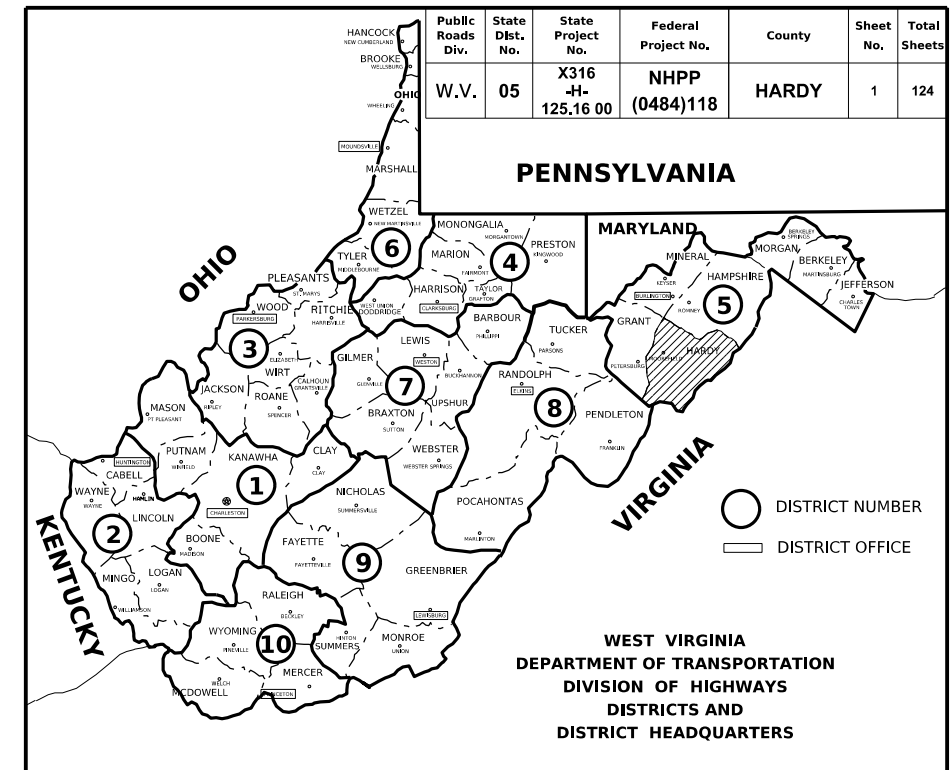 Public Roads Div.
State Dist. No.
State Project No.
Federal Project No.
County
Sheet No.
Total Sheets
W.V.
05
X316 -H- 125.16 00
NHPP (0484)118
HARDY
1
124
HANCOCK
NEW CUMBERLAND
BROOKE
WELLSBURG
OHIO
WHEELING
MOUNDSVILLE
MARSHALL
PENNSYLVANIA
WETZEL
NEW MARTINSVILLE
6
TYLER
MIDDLEBOURNE
MONONGALIA
MORGANTOWN
MARION
FAIRMONT
4
PRESTON
KINGWOOD
TAYLOR
GRAFTON
HARRISON
CLARKSBURG
WEST UNION
DODDRIDGE
MARYLAND
MINERAL
KEYSER
BURLINGTON
HAMPSHIRE
ROMNEY
5
MORGAN
BERKELEY SPRINGS
BERKELEY
MARTINSBURG
JEFFERSON
CHARLES TOWN
GRANT
PETERSBURG
MOOREFIELD
HARDY
OHIO
PLEASANTS
ST. MARYS
WOOD
PARKERSBURG
RITCHIE
HARRISVILLE
3
ELIZABETH
WIRT
CALHOUN
GRANTSVILLE
JACKSON
RIPLEY
ROANE
SPENCER
MASON
PT PLEASANT
GILMER
GLENVILLE
LEWIS
WESTON
7
BUCKHANNON
UPSHUR
BRAXTON
SUTTON
WEBSTER
WEBSTER SPRINGS
BARBOUR
PHILLIPPI
TUCKER
PARSONS
RANDOLPH
ELKINS
8
PENDLETON
FRANKLIN
POCAHONTAS
MARLINTON
VIRGINIA
PUTNAM
WINFIELD
KANAWHA
1
CHARLESTON
CLAY
CLAY
BOONE
MADISON
HUNTINGTON
CABELL
WAYNE
WAYNE
HAMLIN
LINCOLN
2
MINGO
WILLIAMSON
LOGAN
LOGAN
KENTUCKY
NICHOLAS
SUMMERSVILLE
FAYETTE
FAYETTEVILLE
9
GREENBRIER
LEWISBURG
RALEIGH
BECKLEY
WYOMING
PINEVILLE
10
HINTON
SUMMERS
MONROE
UNION
MERCER
PRINCETON
WELCH
MCDOWELL
DISTRICT NUMBER
DISTRICT OFFICE
WEST VIRGINIA
DEPARTMENT OF TRANSPORTATION
DIVISION OF HIGHWAYS
DISTRICTS AND
DISTRICT HEADQUARTERS